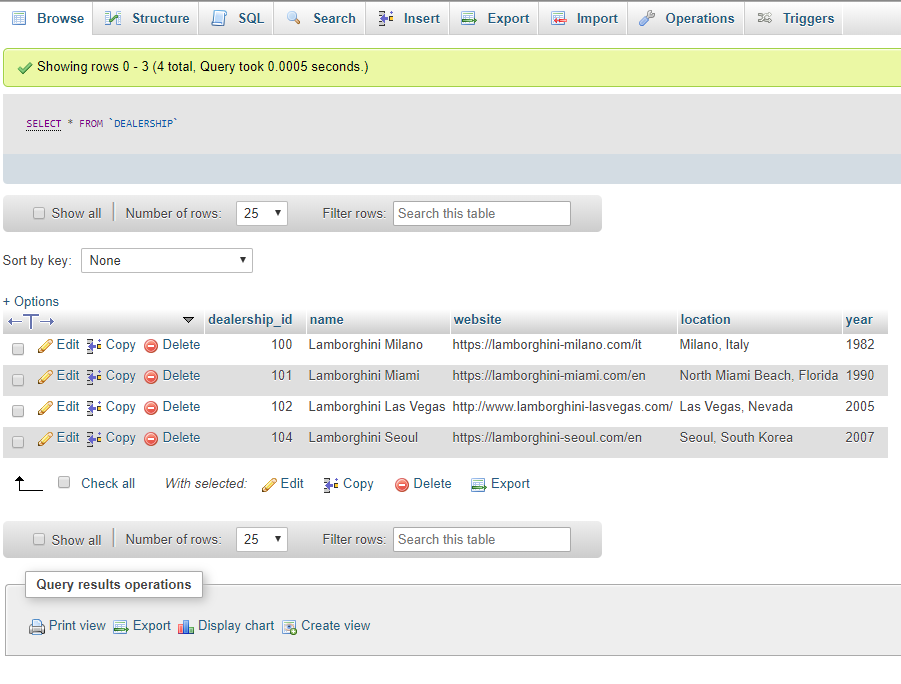 Browse Structure SQL Search Insert Export Import Operations Triggers
Showing rows 0 - 3 (4 total, Query took 0.0005 seconds.)
SELECT * FROM `DEALERSHIP`
Show all Number of rows: 25 Filter rows: Search this table
Sort by key: None
+ Options
dealership_id name website location year
Edit Copy Delete 100 Lamborghini Milano https://lamborghini-milano.com/it Milano, Italy 1982
Edit Copy Delete 101 Lamborghini Miami https://lamborghini-miami.com/en North Miami Beach, Florida 1990
Edit Copy Delete 102 Lamborghini Las Vegas http://www.lamborghini-lasvegas.com/ Las Vegas, Nevada 2005
Edit Copy Delete 104 Lamborghini Seoul https://lamborghini-seoul.com/en Seoul, South Korea 2007
Check all With selected: Edit Copy Delete Export
Show all Number of rows: 25 Filter rows: Search this table
Query results operations
Print view Export Display chart Create view